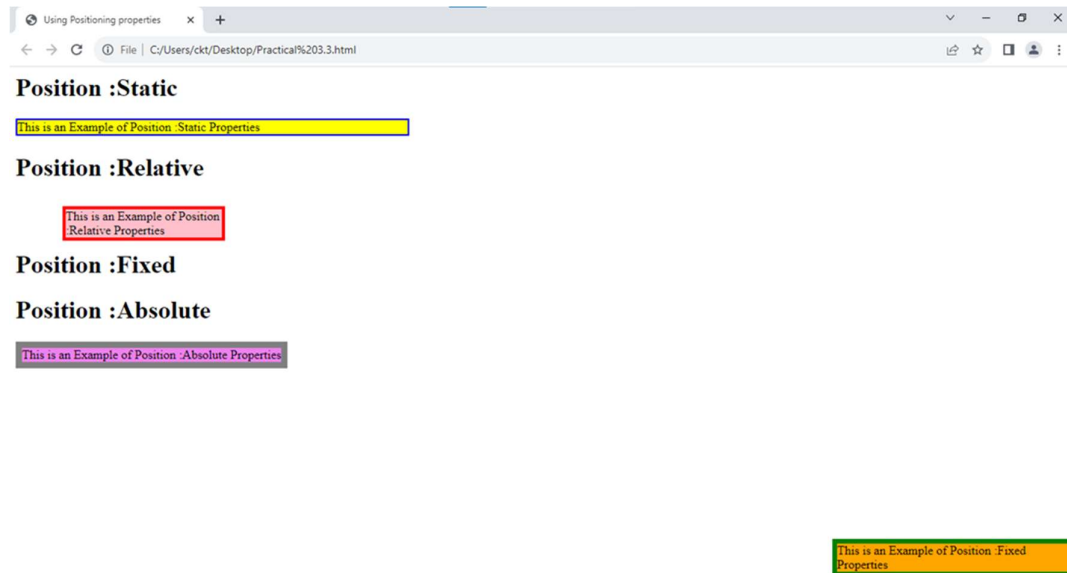 Using Positioning properties
File | C:/Users/ckt/Desktop/Practical%203.3.html
Position :Static
This is an Example of Position :Static Properties
Position :Relative
This is an Example of Position
:Relative Properties
Position :Fixed
Position :Absolute
This is an Example of Position :Absolute Properties
This is an Example of Position :Fixed
Properties